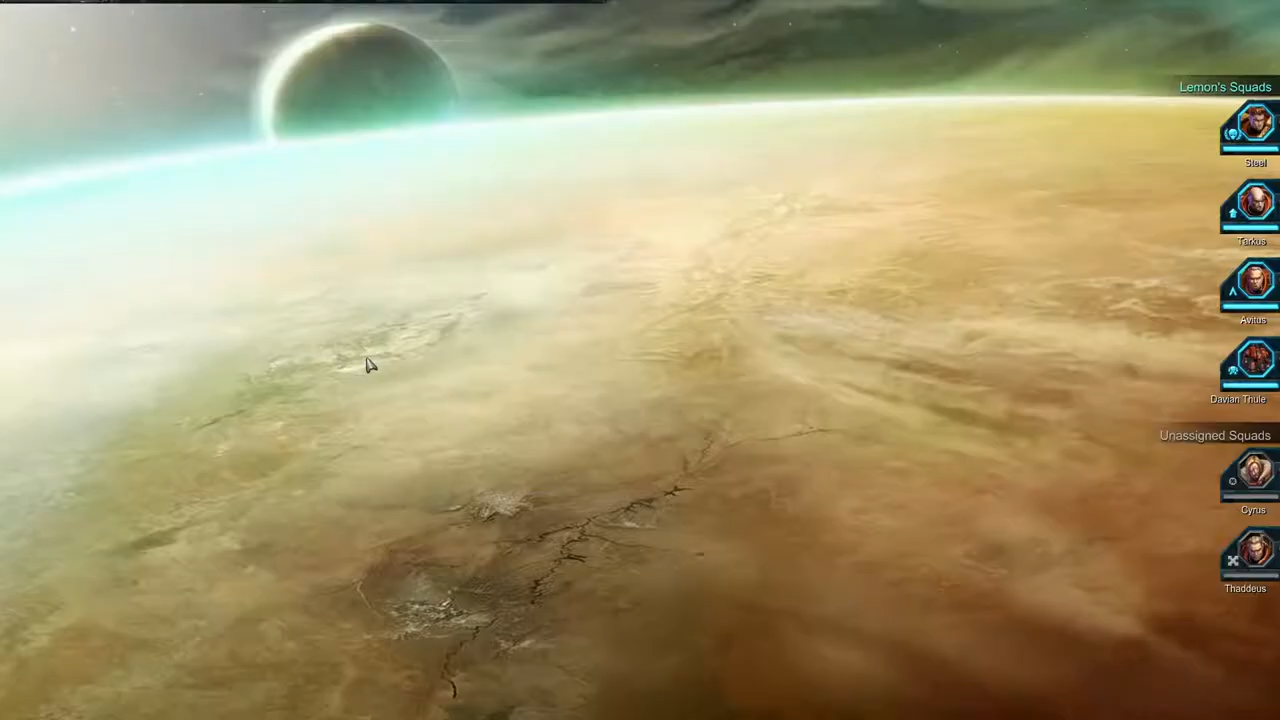 Lemon's Squads
Steel
Tarkus
Avitus
Davian Thule
Unassigned Squads
Cyrus
Thaddeus